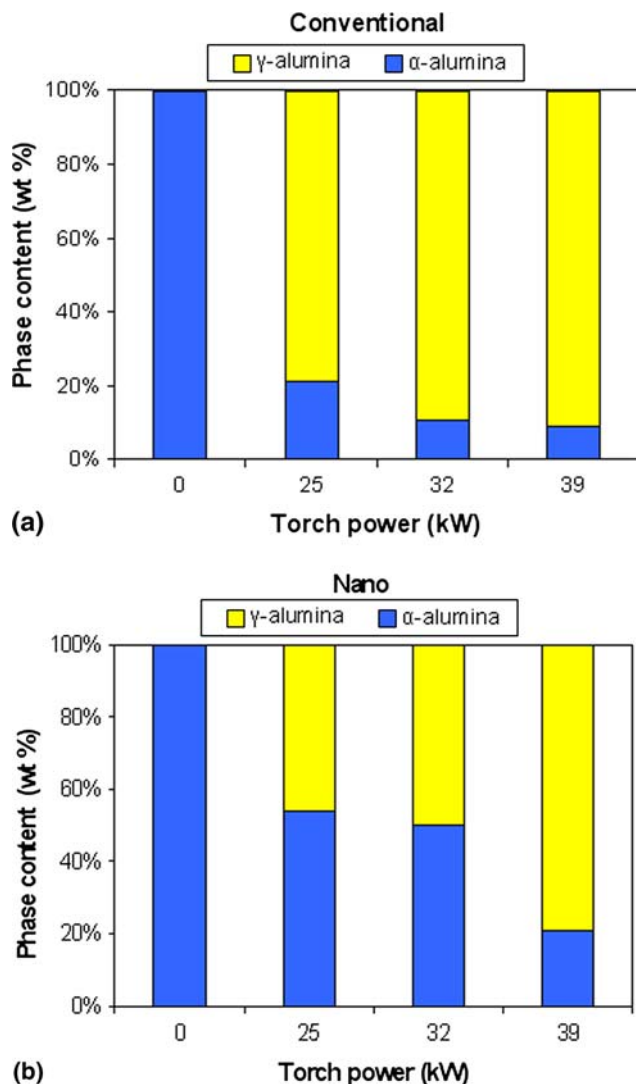 Conventional
γ-alumina α-alumina
100%
80%
60%
40%
20%
0%
Phase content (wt %)
0 25 32 39
Torch power (kW)
(a)
Nano
γ-alumina α-alumina
100%
80%
60%
40%
20%
0%
Phase content (wt %)
0 25 32 39
Torch power (kW)
(b)